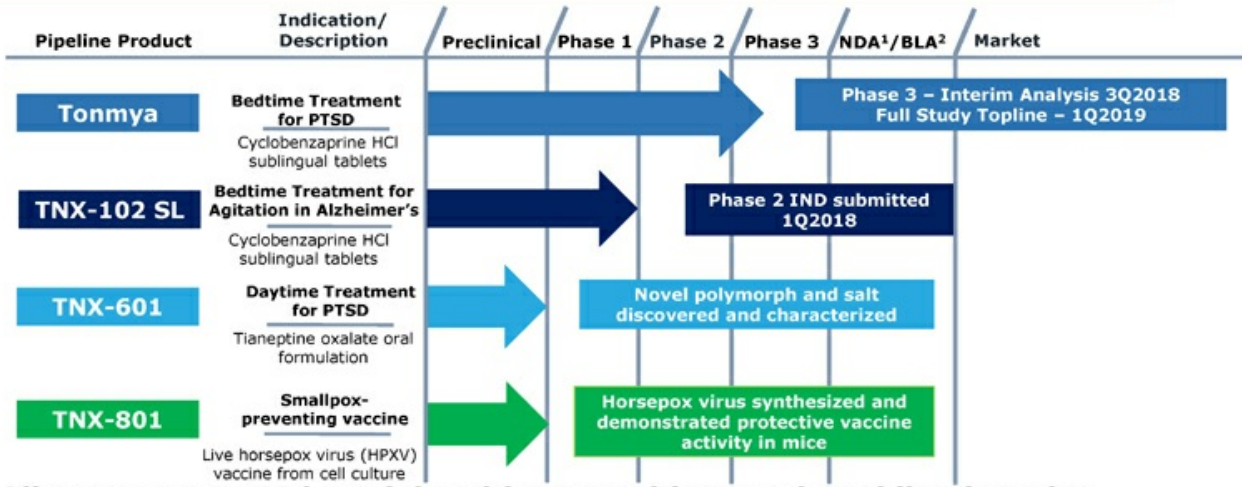 Pipeline Product
Indication/
Description
Preclinical
Phase 1
Phase 2
Phase 3
NDA¹/BLA²
Market
Tonmya
Bedtime Treatment
for PTSD
Cyclobenzaprine HCl
sublingual tablets
Phase 3 – Interim Analysis 3Q2018
Full Study Topline – 1Q2019
TNX-102 SL
Bedtime Treatment for
Agitation in Alzheimer's
Cyclobenzaprine HCl
sublingual tablets
Phase 2 IND submitted
1Q2018
TNX-601
Daytime Treatment
for PTSD
Tianeptine oxalate oral
formulation
Novel polymorph and salt
discovered and characterized
TNX-801
Smallpox-
preventing vaccine
Live horsepox virus (HPXV)
vaccine from cell culture
Horsepox virus synthesized and
demonstrated protective vaccine
activity in mice